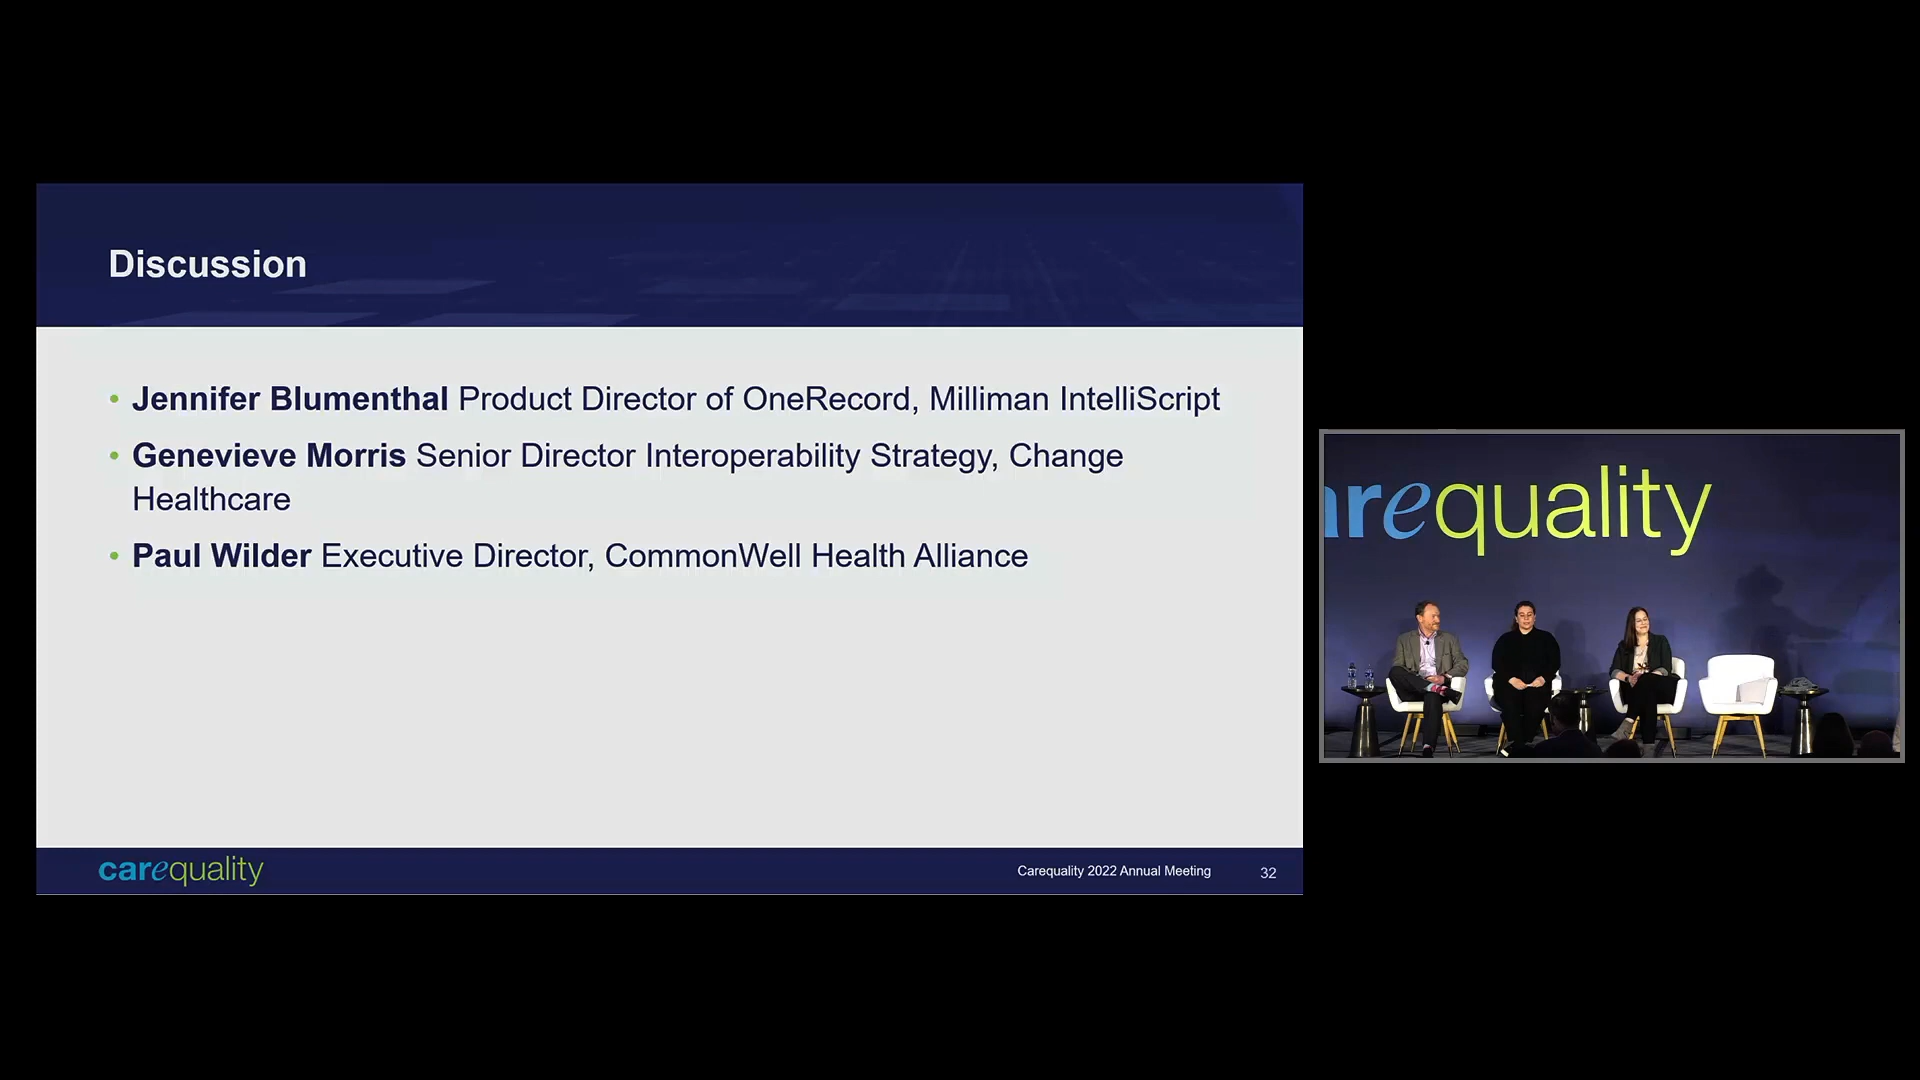 Discussion
• Jennifer Blumenthal Product Director of OneRecord, Milliman IntelliScript
• Genevieve Morris Senior Director Interoperability Strategy, Change
Healthcare
• Paul Wilder Executive Director, CommonWell Health Alliance
carequality
Carequality 2022 Annual Meeting
32
arequality